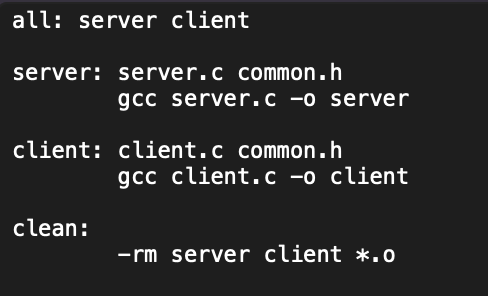 all: server client
server: server.c common.h
gcc server.c -o server
client: client.c common.h
gcc client.c -o client
clean:
-rm server client *.o